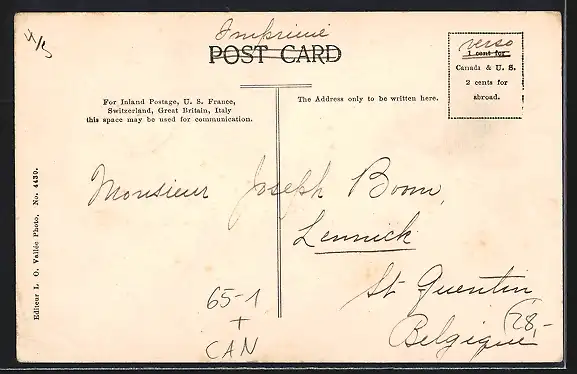 4/5
Imprimé
POST CARD
verso
1 cent for
Canada & U. S.
2 cents for
abroad.
For Inland Postage, U. S. France,
Switzerland, Great Britain, Italy
this space may be used for communication.
The Address only to be written here.
Monsieur Joseph Boom,
Lennick
St Quentin
Belgique
28,-
65-1
+
CAN
Editeur L. O. Vallée Photo, No. 4430.